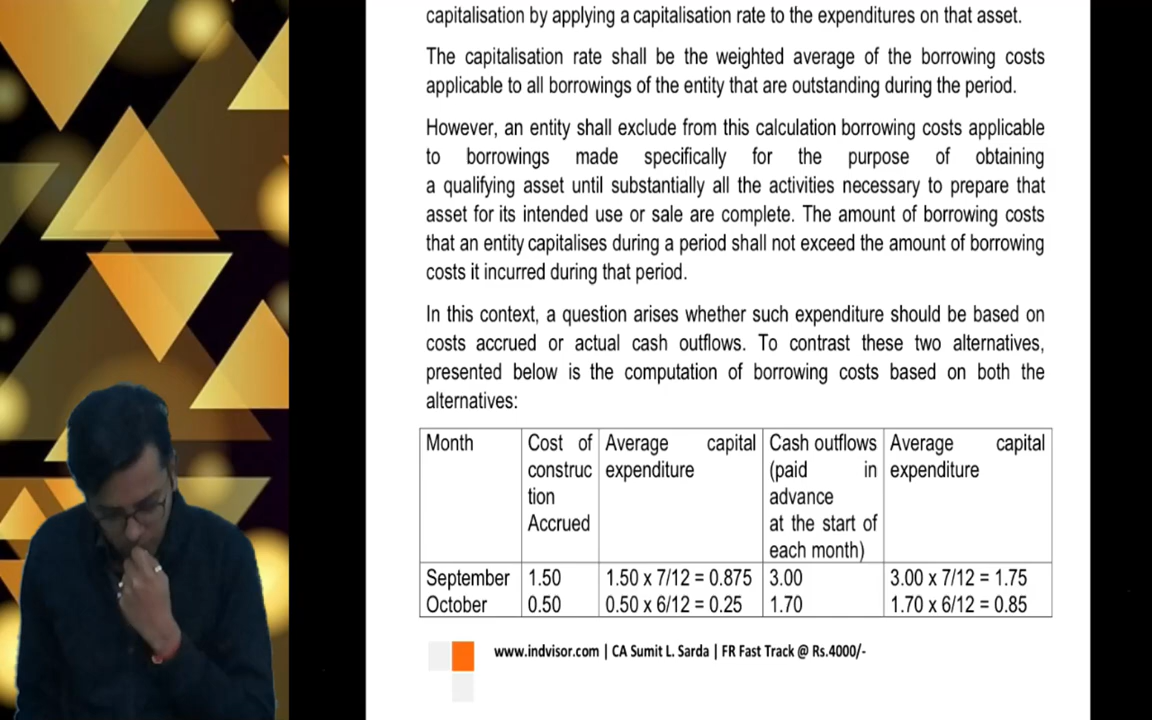 capitalisation by applying a capitalisation rate to the expenditures on that asset.
The capitalisation rate shall be the weighted average of the borrowing costs
applicable to all borrowings of the entity that are outstanding during the period.
However, an entity shall exclude from this calculation borrowing costs applicable
to borrowings made specifically for the purpose of obtaining
a qualifying asset until substantially all the activities necessary to prepare that
asset for its intended use or sale are complete. The amount of borrowing costs
that an entity capitalises during a period shall not exceed the amount of borrowing
costs it incurred during that period.
In this context, a question arises whether such expenditure should be based on
costs accrued or actual cash outflows. To contrast these two alternatives,
presented below is the computation of borrowing costs based on both the
alternatives:
Month Cost of Average capital Cash outflows Average capital
construc expenditure (paid in expenditure
tion advance
Accrued at the start of
each month)
September 1.50 1.50 x 7/12 = 0.875 3.00 3.00 x 7/12 = 1.75
October 0.50 0.50 x 6/12 = 0.25 1.70 1.70 x 6/12 = 0.85
www.indvisor.com | CA Sumit L. Sarda | FR Fast Track @ Rs.4000/-